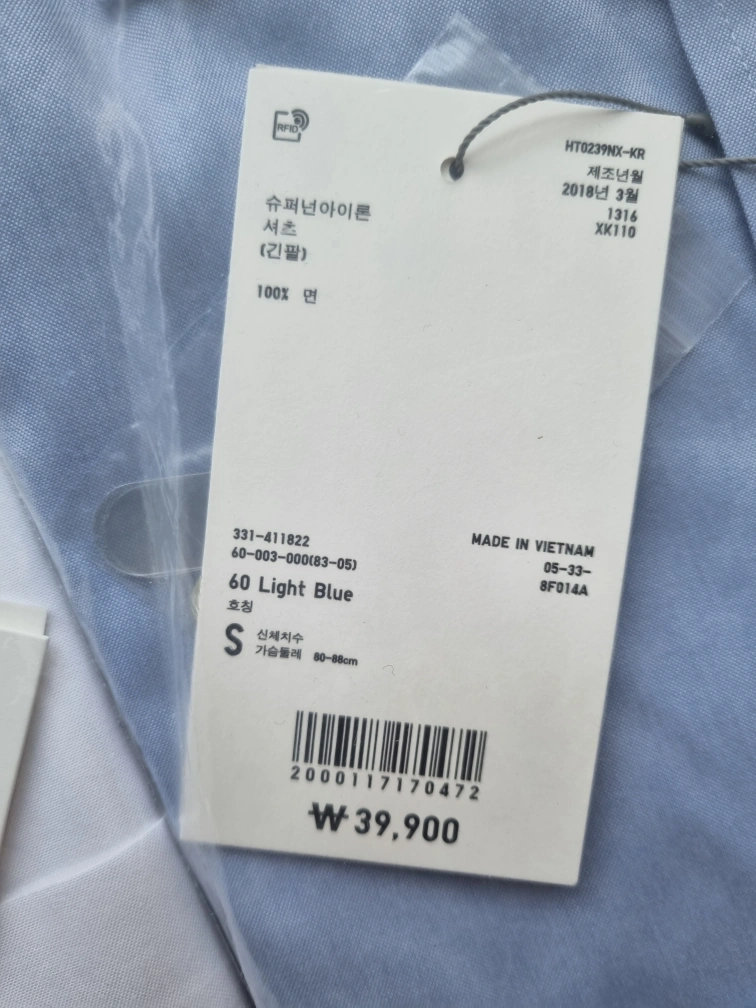 RFID
HT0239NX-KR
제조년월
2018년 3월
1316
XK110
슈퍼넌아이론
셔츠
(긴팔)
100% 면
331-411822
60-003-000(83-05)
60 Light Blue
호칭
S 신체치수
가슴둘레 80-88cm
MADE IN VIETNAM
05-33-
8F014A
2000117170472
₩39,900